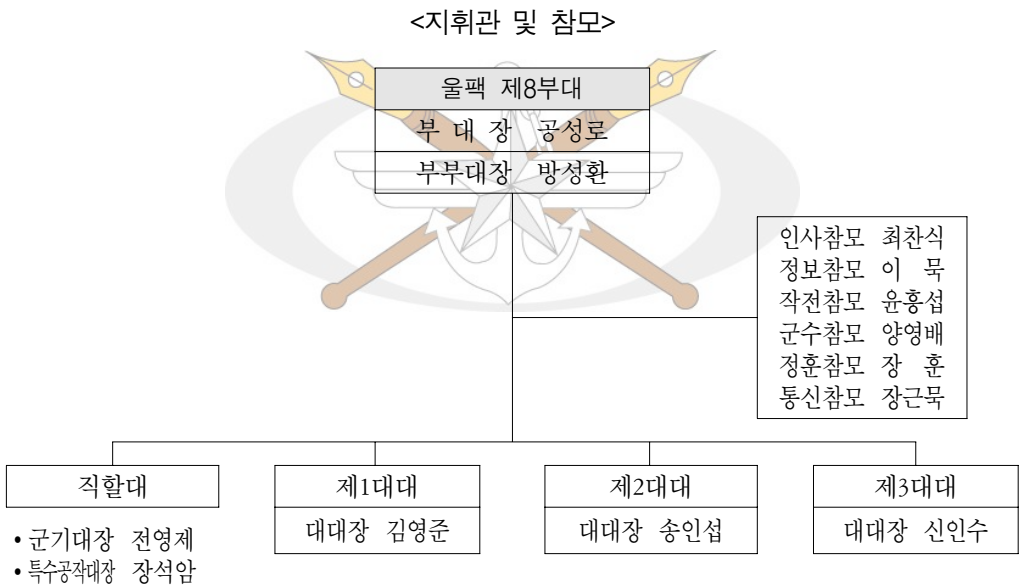 <지휘관 및 참모>
울팩 제8부대
부 대 장 공성로
부부대장 방성환
인사참모 최찬식
정보참모 이 묵
작전참모 윤흥섭
군수참모 양영배
정훈참모 장 훈
통신참모 장근묵
직할대
제1대대
제2대대
제3대대
대대장 김영준
대대장 송인섭
대대장 신인수
• 군기대장 전영제
• 특수공작대장 장석암